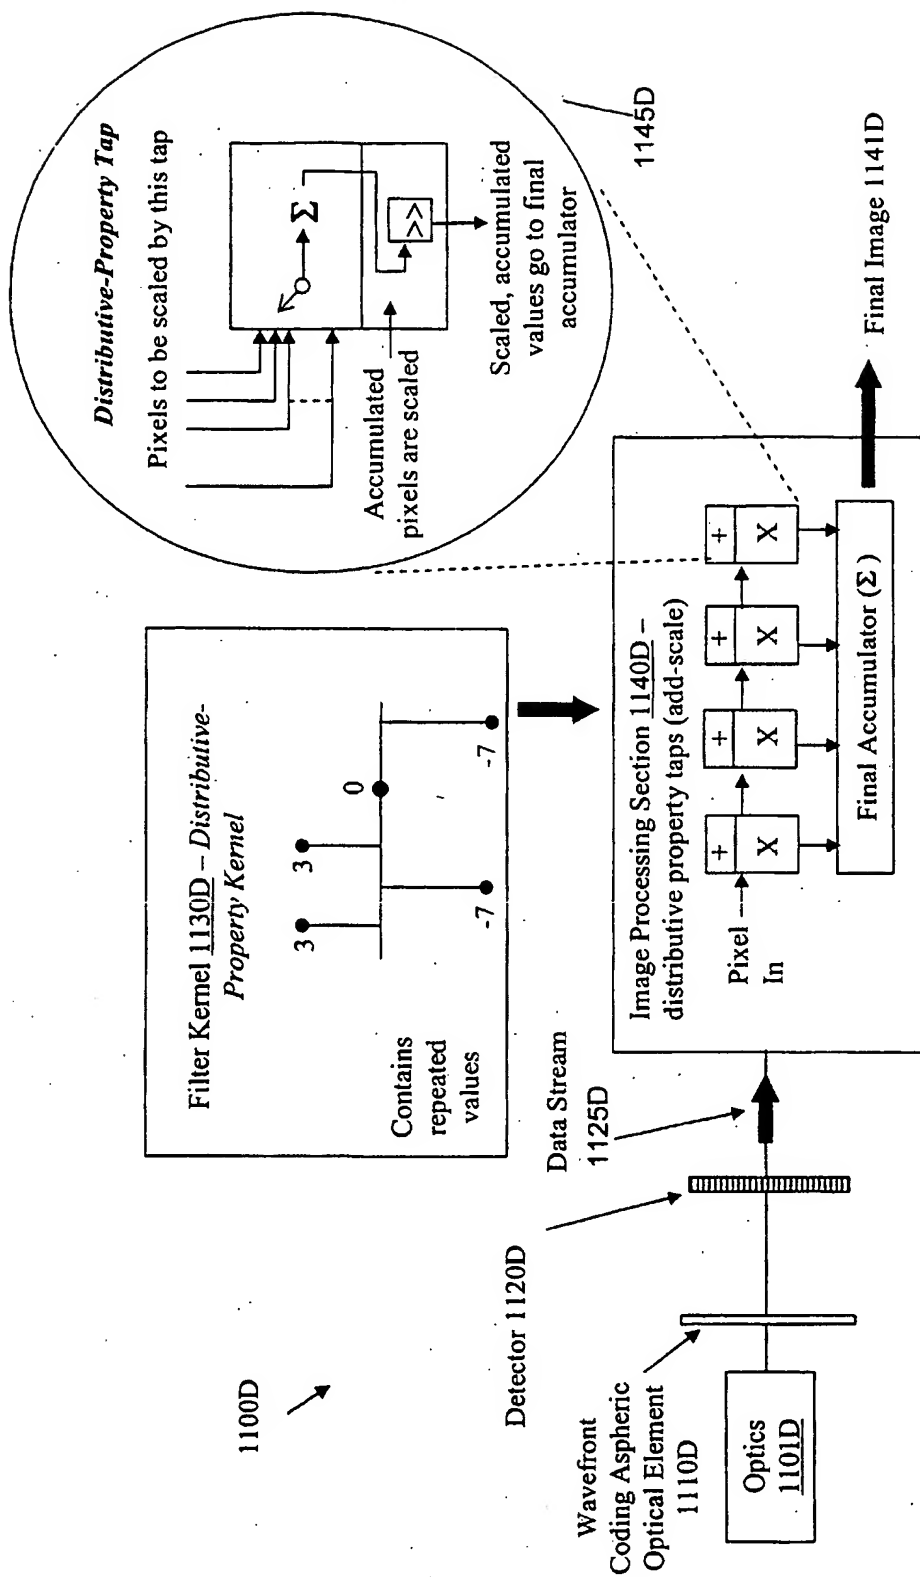 1100D
Filter Kernel 1130D – Distributive-
Property Kernel
3
3
0
-7
-7
Contains
repeated
values
Distributive-Property Tap
Pixels to be scaled by this tap
Σ
>>
Accumulated
pixels are scaled
Scaled, accumulated
values go to final
accumulator
1145D
Wavefront
Coding Aspheric
Optical Element
1110D
Detector 1120D
Data Stream
1125D
Optics
1101D
Image Processing Section 1140D –
distributive property taps (add-scale)
Pixel
In
+ + + +
X X X X
Final Accumulator (Σ)
Final Image 1141D